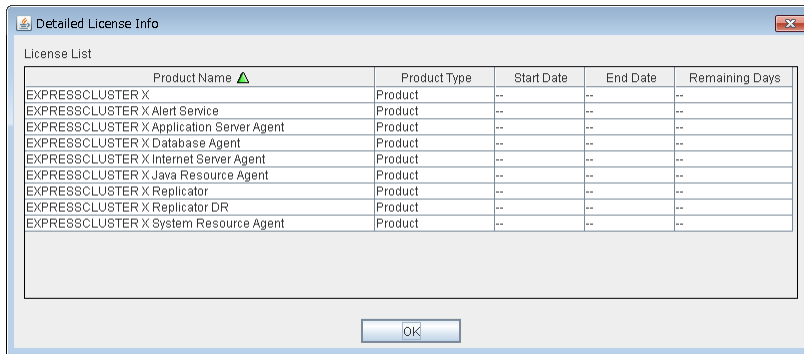 Detailed License Info
License List
Product Name Product Type Start Date End Date Remaining Days
EXPRESSCLUSTER X Product -- -- --
EXPRESSCLUSTER X Alert Service Product -- -- --
EXPRESSCLUSTER X Application Server Agent Product -- -- --
EXPRESSCLUSTER X Database Agent Product -- -- --
EXPRESSCLUSTER X Internet Server Agent Product -- -- --
EXPRESSCLUSTER X Java Resource Agent Product -- -- --
EXPRESSCLUSTER X Replicator Product -- -- --
EXPRESSCLUSTER X Replicator DR Product -- -- --
EXPRESSCLUSTER X System Resource Agent Product -- -- --
OK